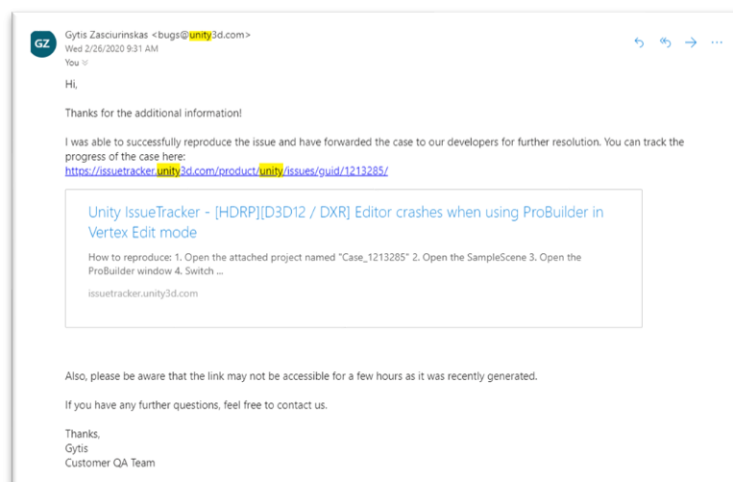 GZ
Gytis Zasciurinskas <bugs@unity3d.com>
Wed 2/26/2020 9:31 AM
You
Hi,
Thanks for the additional information!
I was able to successfully reproduce the issue and have forwarded the case to our developers for further resolution. You can track the
progress of the case here:
https://issuetracker.unity3d.com/product/unity/issues/guid/1213285/
Unity IssueTracker - [HDRP][D3D12 / DXR] Editor crashes when using ProBuilder in
Vertex Edit mode
How to reproduce: 1. Open the attached project named "Case_1213285" 2. Open the SampleScene 3. Open the
ProBuilder window 4. Switch ...
issuetracker.unity3d.com
Also, please be aware that the link may not be accessible for a few hours as it was recently generated.
If you have any further questions, feel free to contact us.
Thanks,
Gytis
Customer QA Team